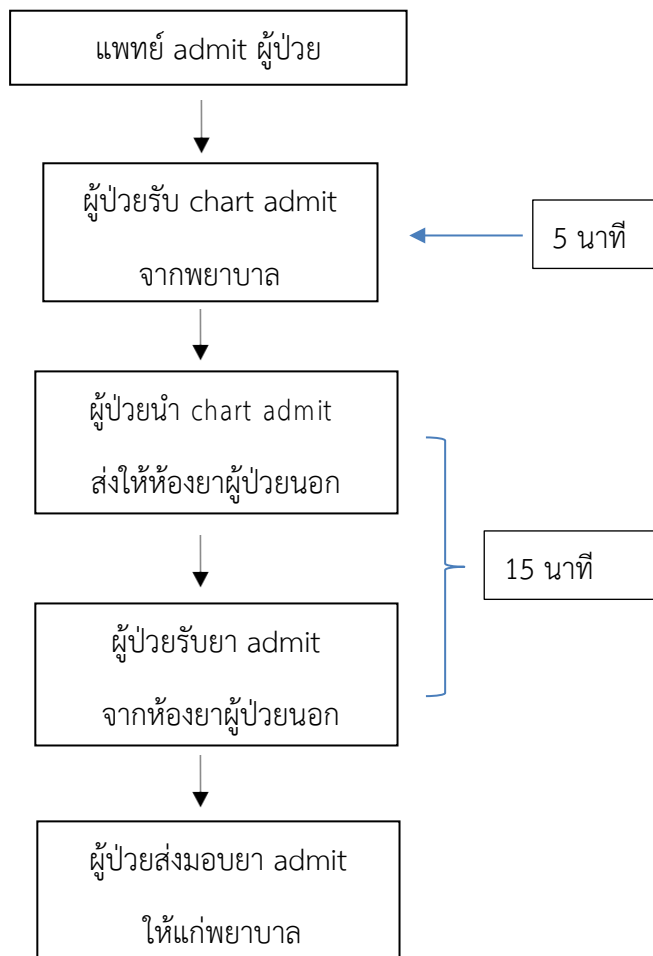 แพทย์ admit ผู้ป่วย
ผู้ป่วยรับ chart admit
จากพยาบาล
5 นาที
ผู้ป่วยนำ chart admit
ส่งให้ห้องยาผู้ป่วยนอก
15 นาที
ผู้ป่วยรับยา admit
จากห้องยาผู้ป่วยนอก
ผู้ป่วยส่งมอบยา admit
ให้แก่พยาบาล